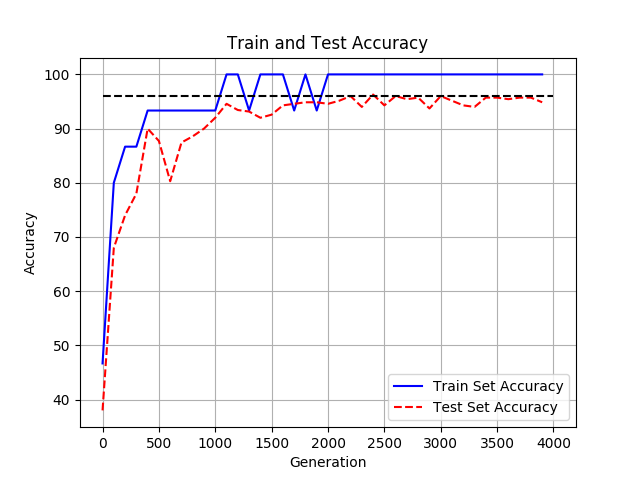 Train and Test Accuracy
100
90
80
70
60
50
40
Accuracy
Train Set Accuracy
Test Set Accuracy
0 500 1000 1500 2000 2500 3000 3500 4000
Generation